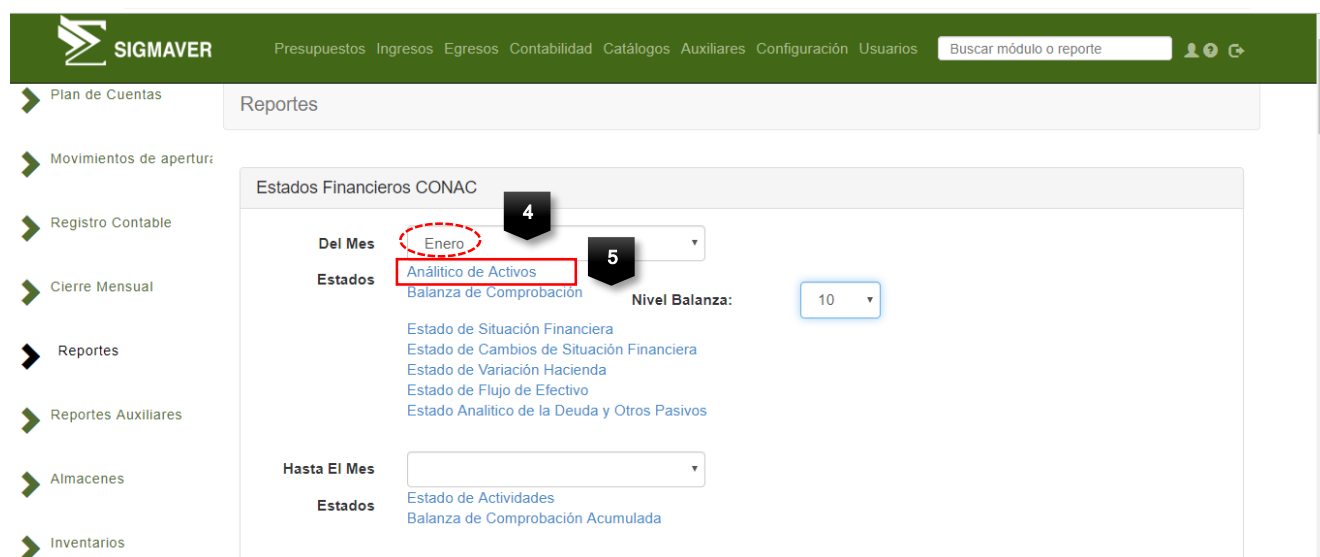 SIGMAVER
Presupuestos Ingresos Egresos Contabilidad Catálogos Auxiliares Configuración Usuarios
Buscar módulo o reporte
Plan de Cuentas
Movimientos de apertura
Registro Contable
Cierre Mensual
Reportes
Reportes Auxiliares
Almacenes
Inventarios
Reportes
Estados Financieros CONAC
4
Del Mes Enero
5
Estados Análitico de Activos
Balanza de Comprobación Nivel Balanza: 10
Estado de Situación Financiera
Estado de Cambios de Situación Financiera
Estado de Variación Hacienda
Estado de Flujo de Efectivo
Estado Analitico de la Deuda y Otros Pasivos
Hasta El Mes
Estados Estado de Actividades
Balanza de Comprobación Acumulada